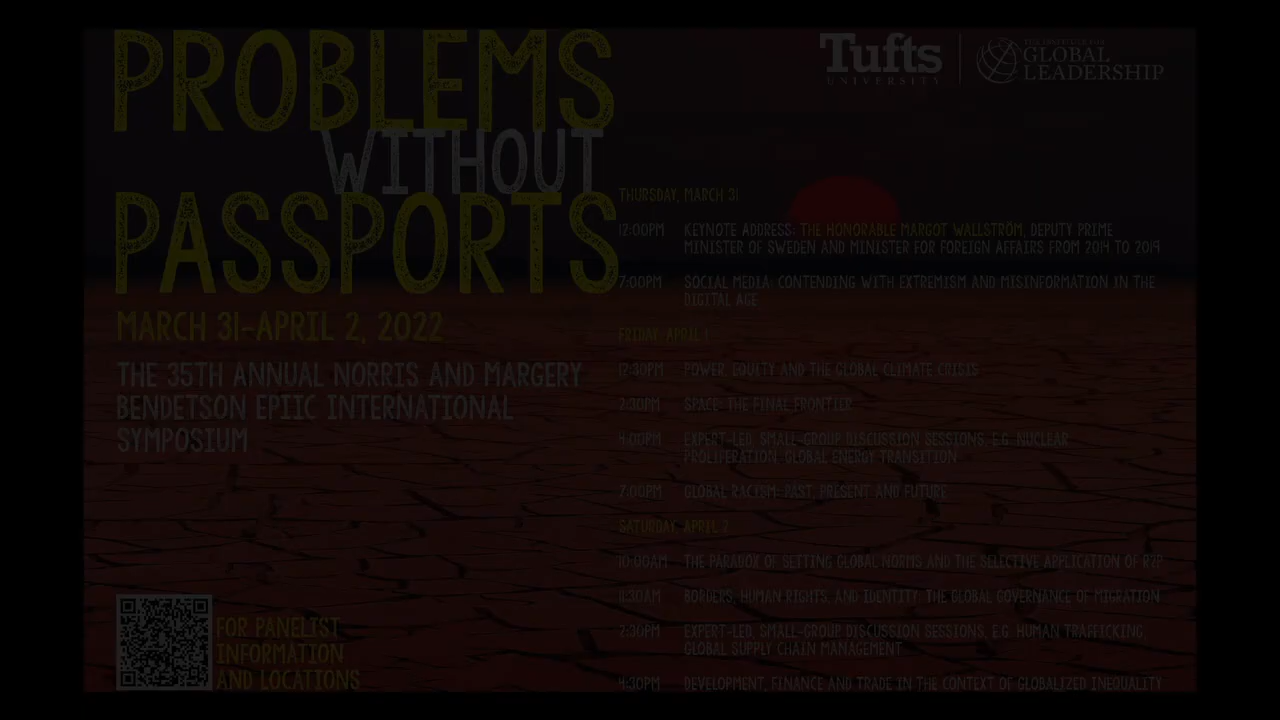 PROBLEMS
WITHOUT
PASSPORTS
MARCH 31-APRIL 2, 2022
THE 35TH ANNUAL NORRIS AND MARGERY
BENDETSON EPIIC INTERNATIONAL
SYMPOSIUM
FOR PANELIST
INFORMATION
AND LOCATIONS
Tufts
UNIVERSITY
THE INSTITUTE FOR
GLOBAL
LEADERSHIP
THURSDAY, MARCH 31
12:00PM KEYNOTE ADDRESS: THE HONORABLE MARGOT WALLSTRÖM, DEPUTY PRIME
MINISTER OF SWEDEN AND MINISTER FOR FOREIGN AFFAIRS FROM 2014 TO 2019
7:00PM SOCIAL MEDIA: CONTENDING WITH EXTREMISM AND MISINFORMATION IN THE
DIGITAL AGE
FRIDAY, APRIL 1
12:30PM POWER, EQUITY AND THE GLOBAL CLIMATE CRISIS
2:30PM SPACE: THE FINAL FRONTIER
4:00PM EXPERT-LED, SMALL-GROUP DISCUSSION SESSIONS, E.G. NUCLEAR
PROLIFERATION, GLOBAL ENERGY TRANSITION
7:00PM GLOBAL RACISM: PAST, PRESENT AND FUTURE
SATURDAY, APRIL 2
10:00AM THE PARADOX OF SETTING GLOBAL NORMS AND THE SELECTIVE APPLICATION OF R2P
11:30AM BORDERS, HUMAN RIGHTS, AND IDENTITY: THE GLOBAL GOVERNANCE OF MIGRATION
2:30PM EXPERT-LED, SMALL-GROUP DISCUSSION SESSIONS, E.G. HUMAN TRAFFICKING,
GLOBAL SUPPLY CHAIN MANAGEMENT
4:30PM DEVELOPMENT, FINANCE AND TRADE IN THE CONTEXT OF GLOBALIZED INEQUALITY